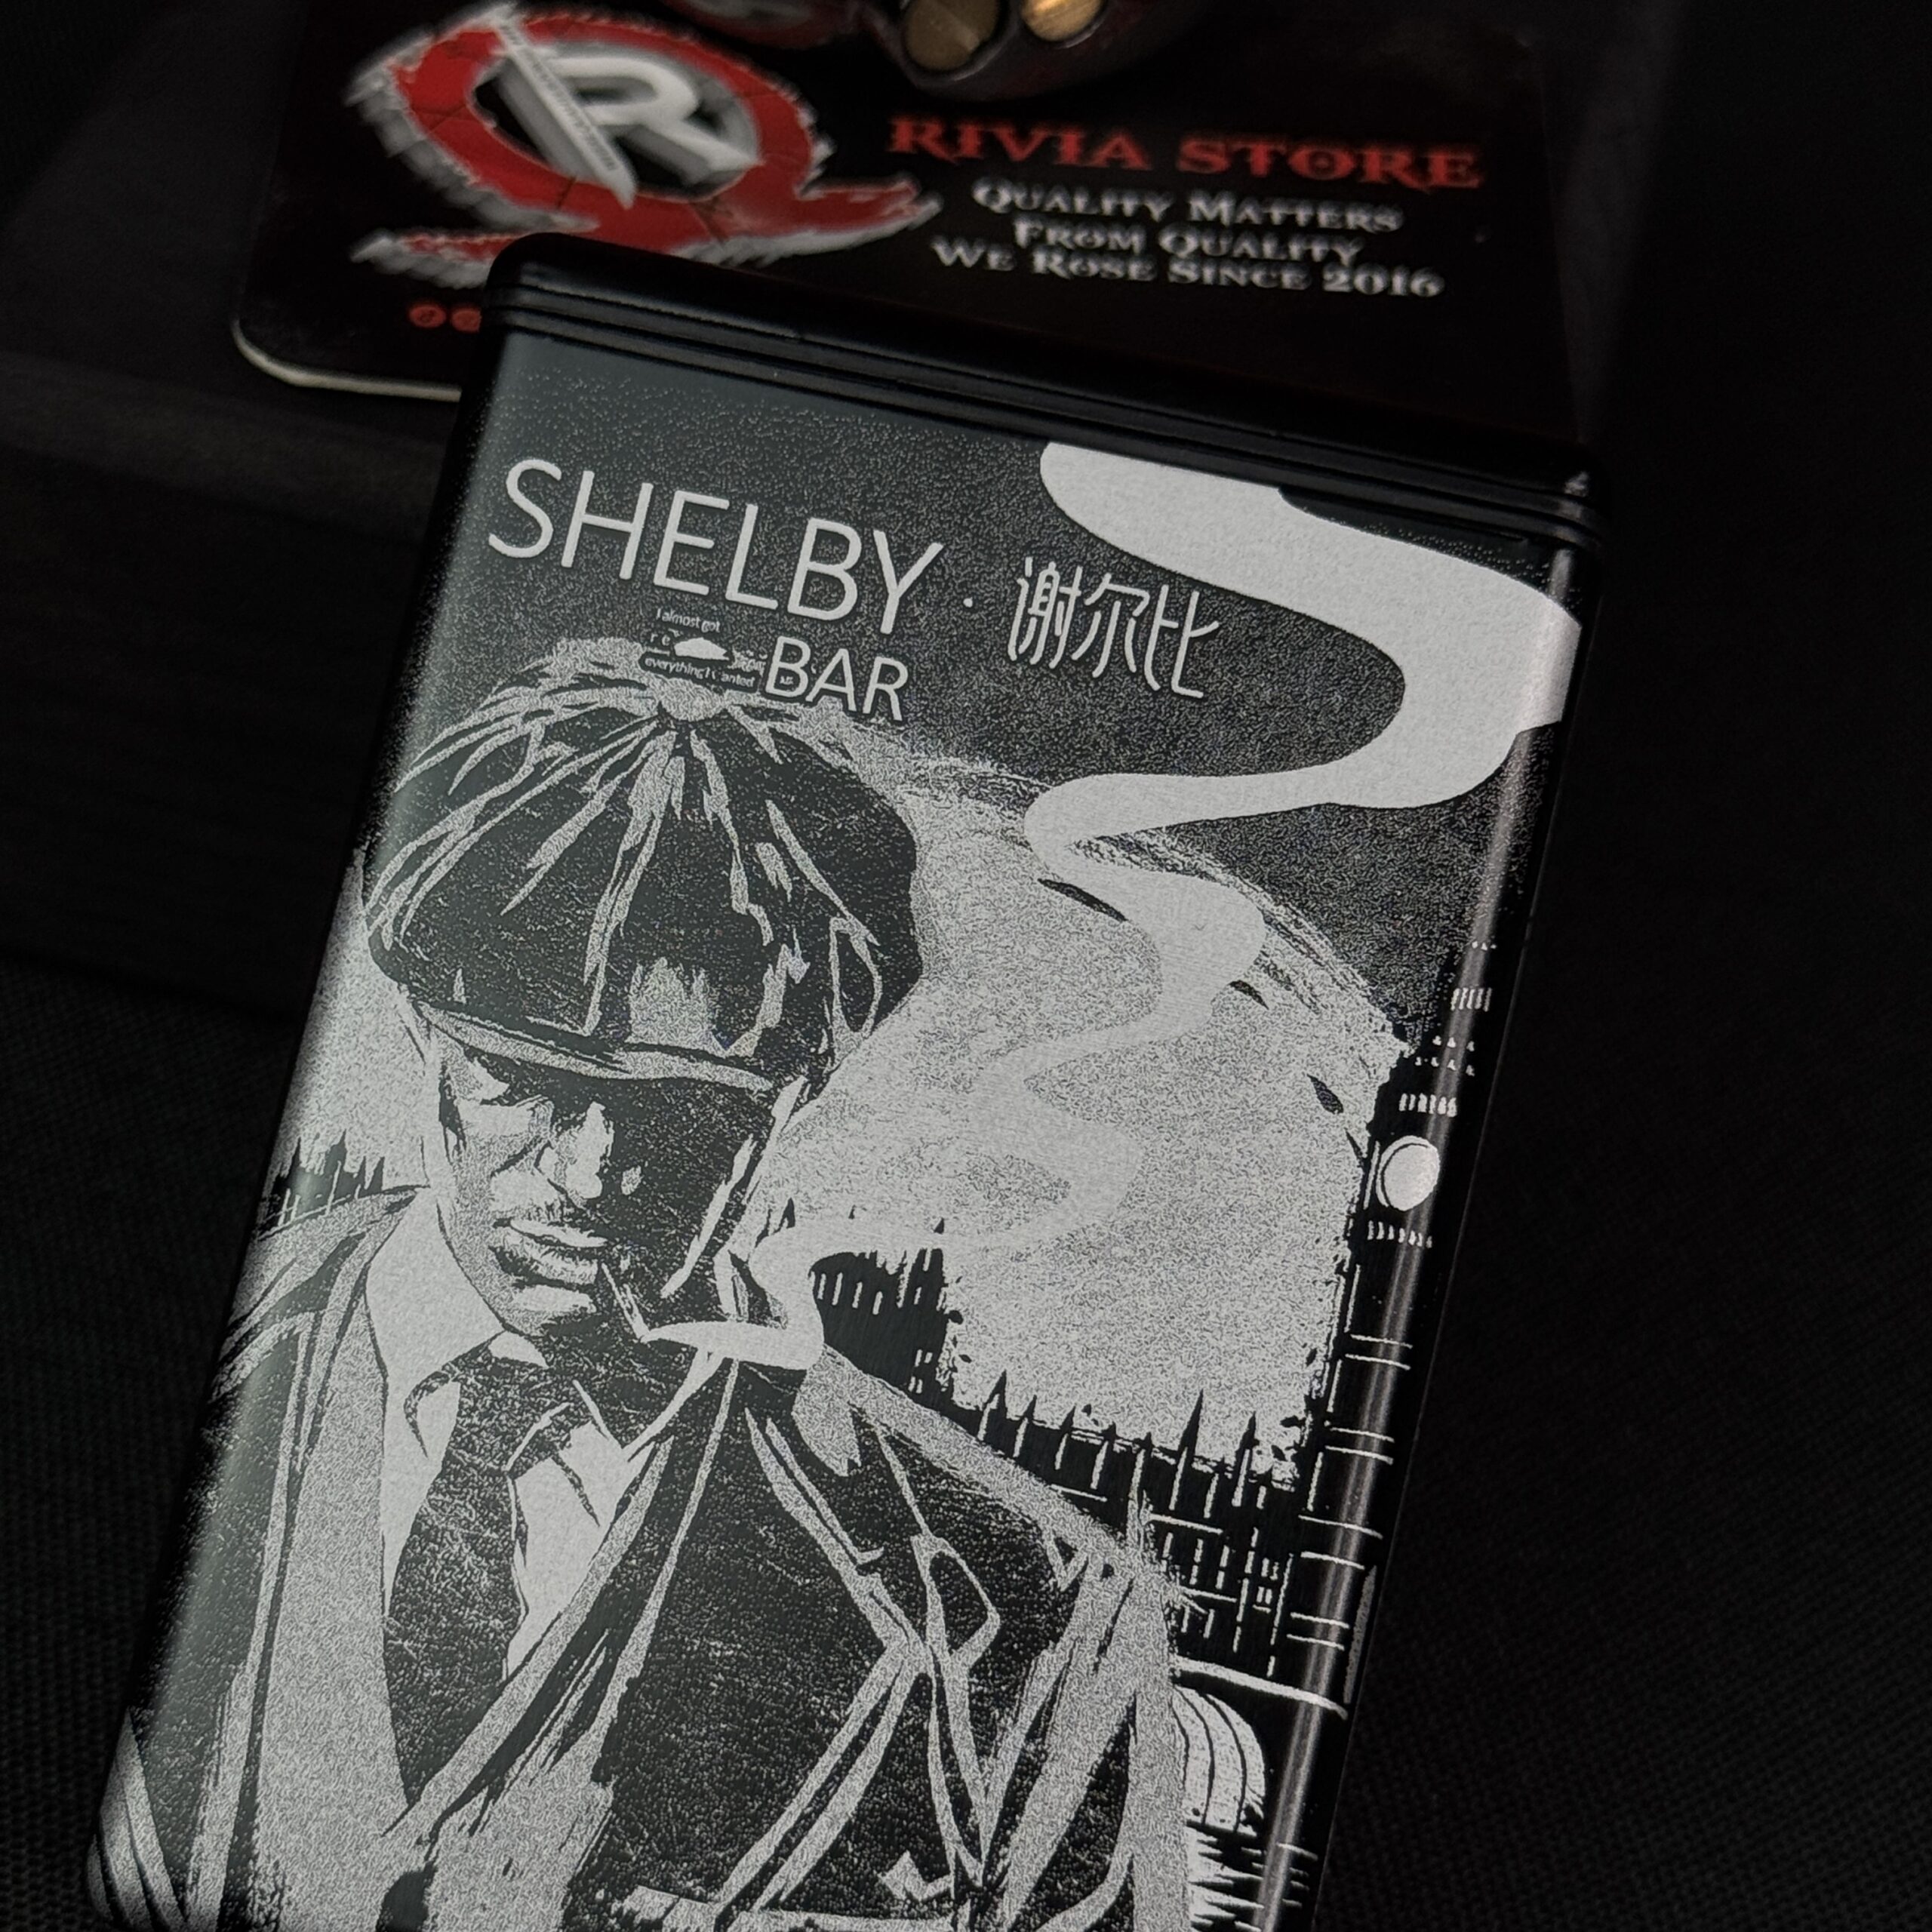 R
RIVIA STORE
QUALITY MATTERS
FROM QUALITY
WE ROSE SINCE 2016
SHELBY · 谢尔比
I almost got
everything I wanted
BAR